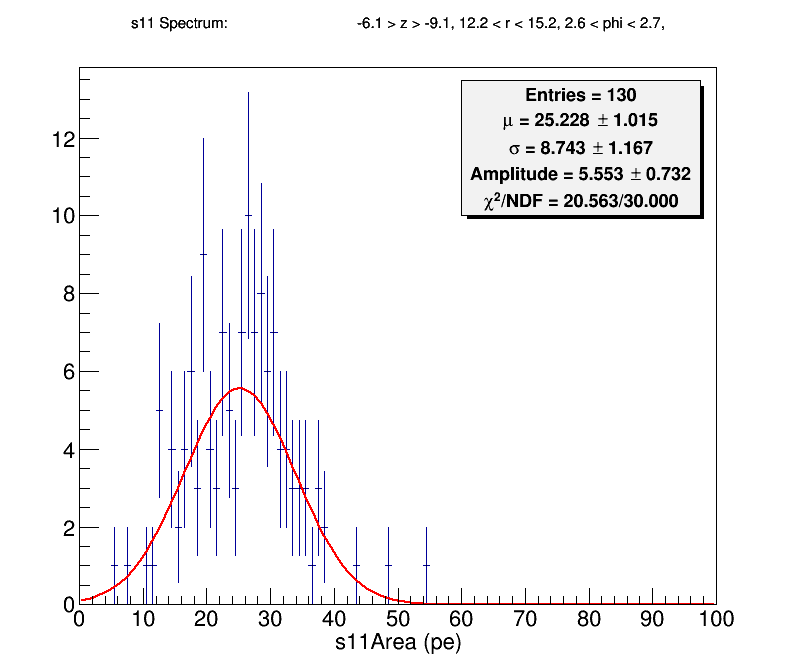 s11 Spectrum: -6.1 > z > -9.1, 12.2 < r < 15.2, 2.6 < phi < 2.7,
Entries = 130
μ = 25.228 ± 1.015
σ = 8.743 ± 1.167
Amplitude = 5.553 ± 0.732
χ²/NDF = 20.563/30.000
12
10
8
6
4
2
0
0 10 20 30 40 50 60 70 80 90 100
s11Area (pe)